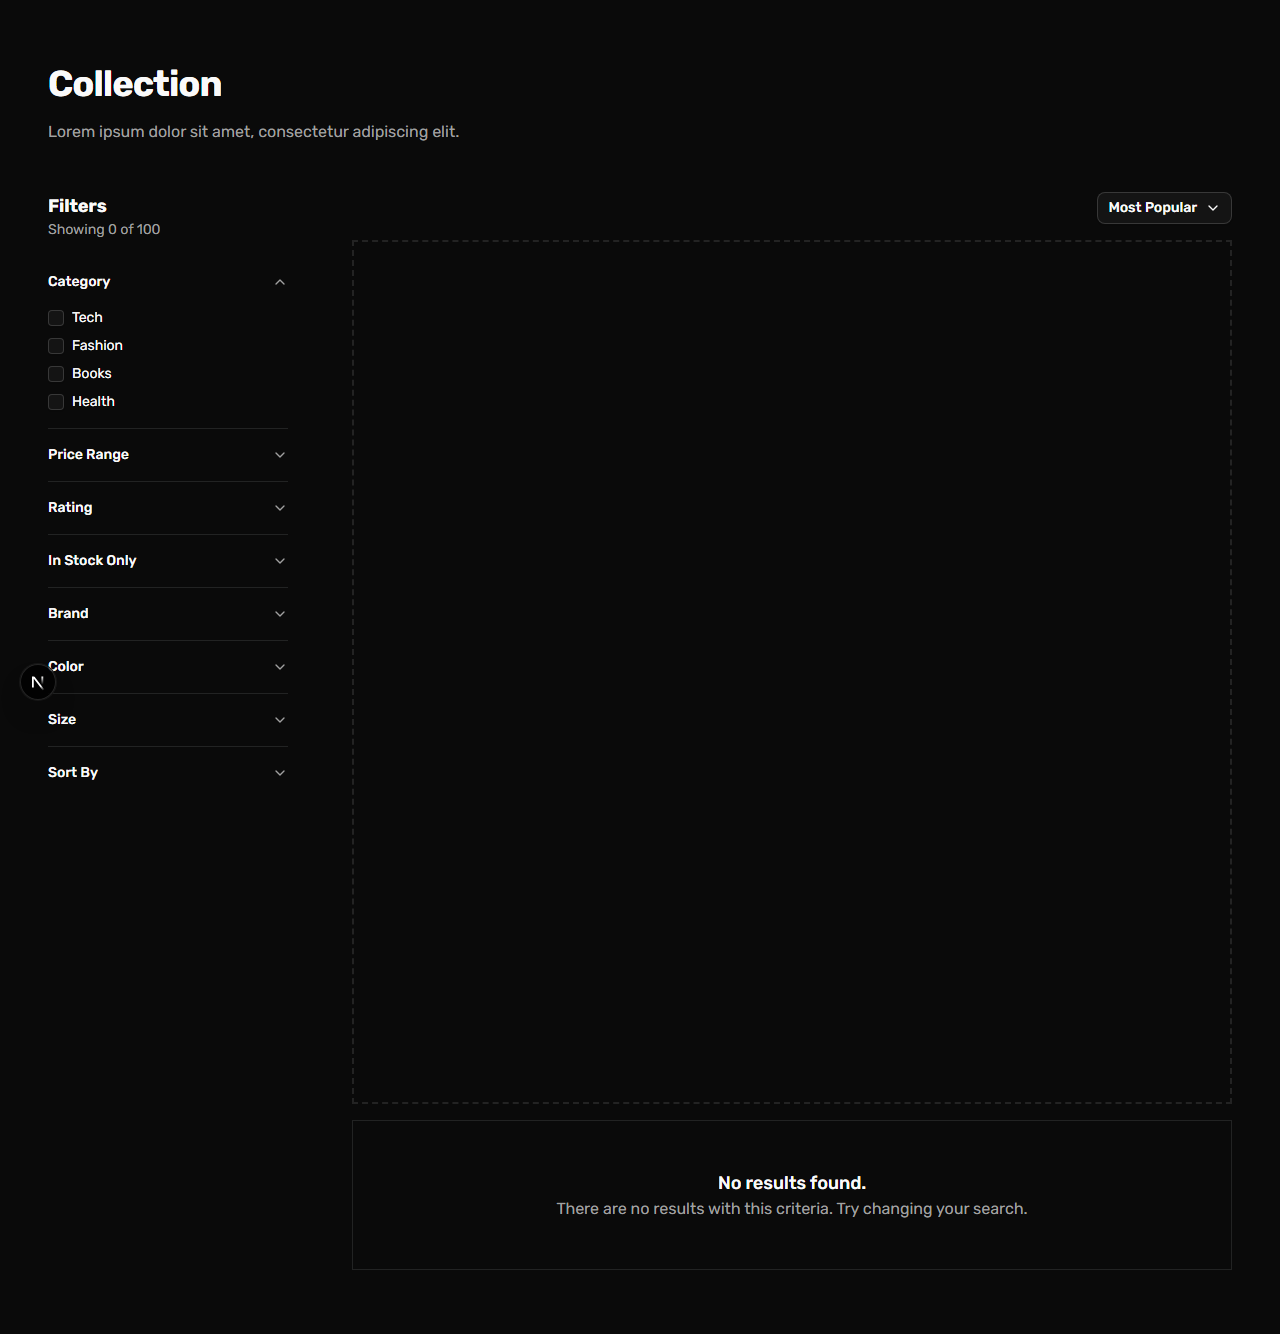 Collection
Lorem ipsum dolor sit amet, consectetur adipiscing elit.
Filters
Showing 0 of 100
Most Popular
Category
Tech
Fashion
Books
Health
Price Range
Rating
In Stock Only
Brand
Color
N
Size
Sort By
No results found.
There are no results with this criteria. Try changing your search.